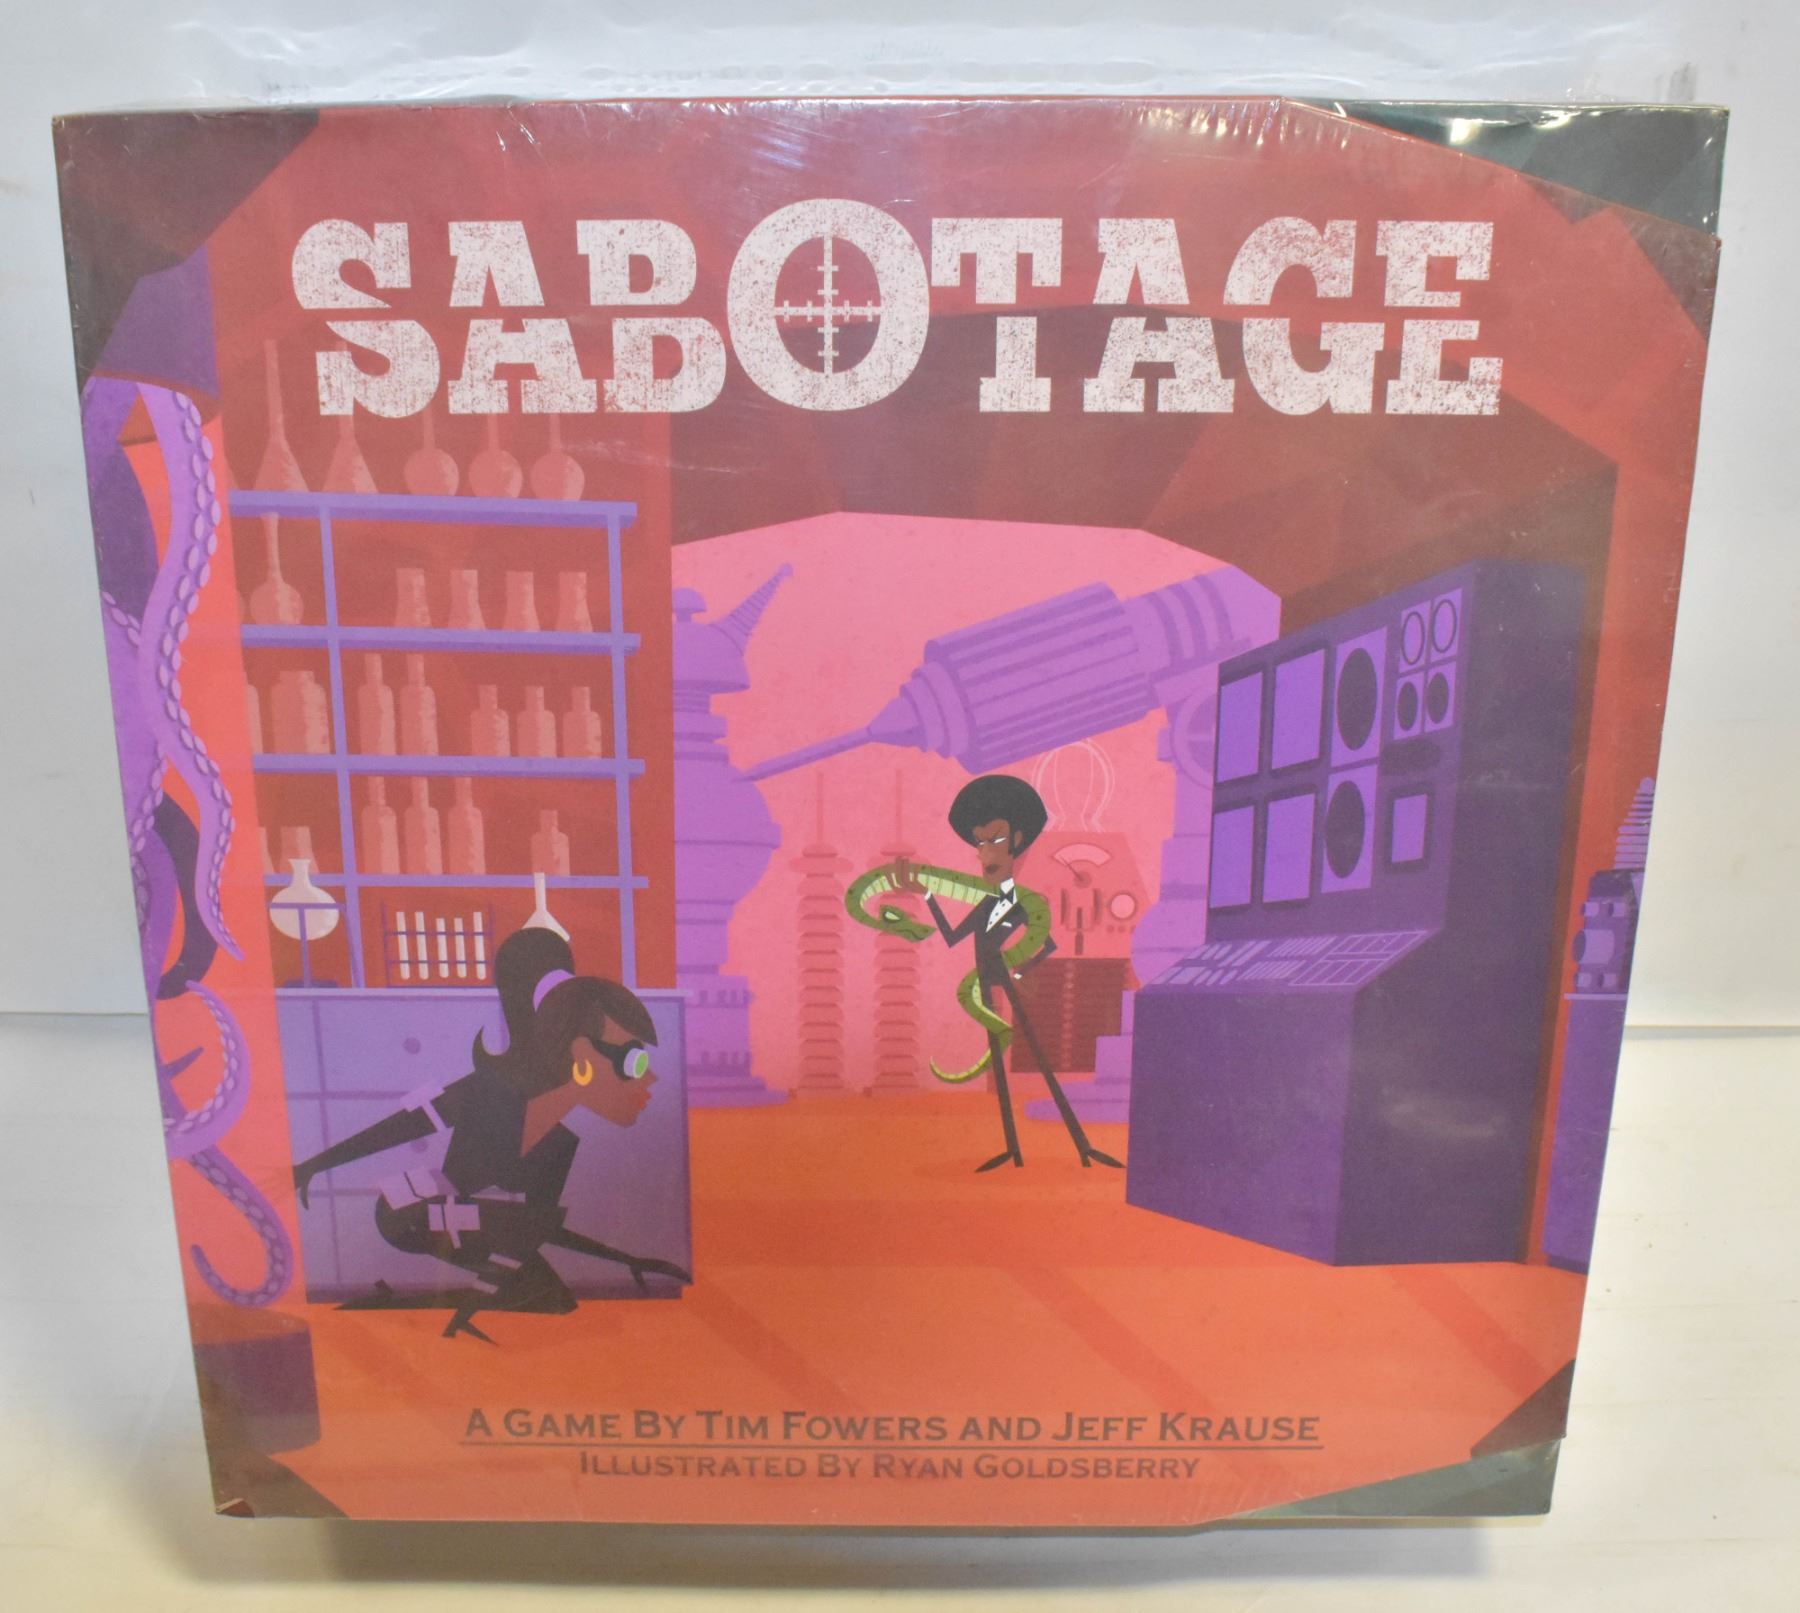 SABOTAGE
A GAME BY TIM FOWERS AND JEFF KRAUSE
ILLUSTRATED BY RYAN GOLDSBERRY